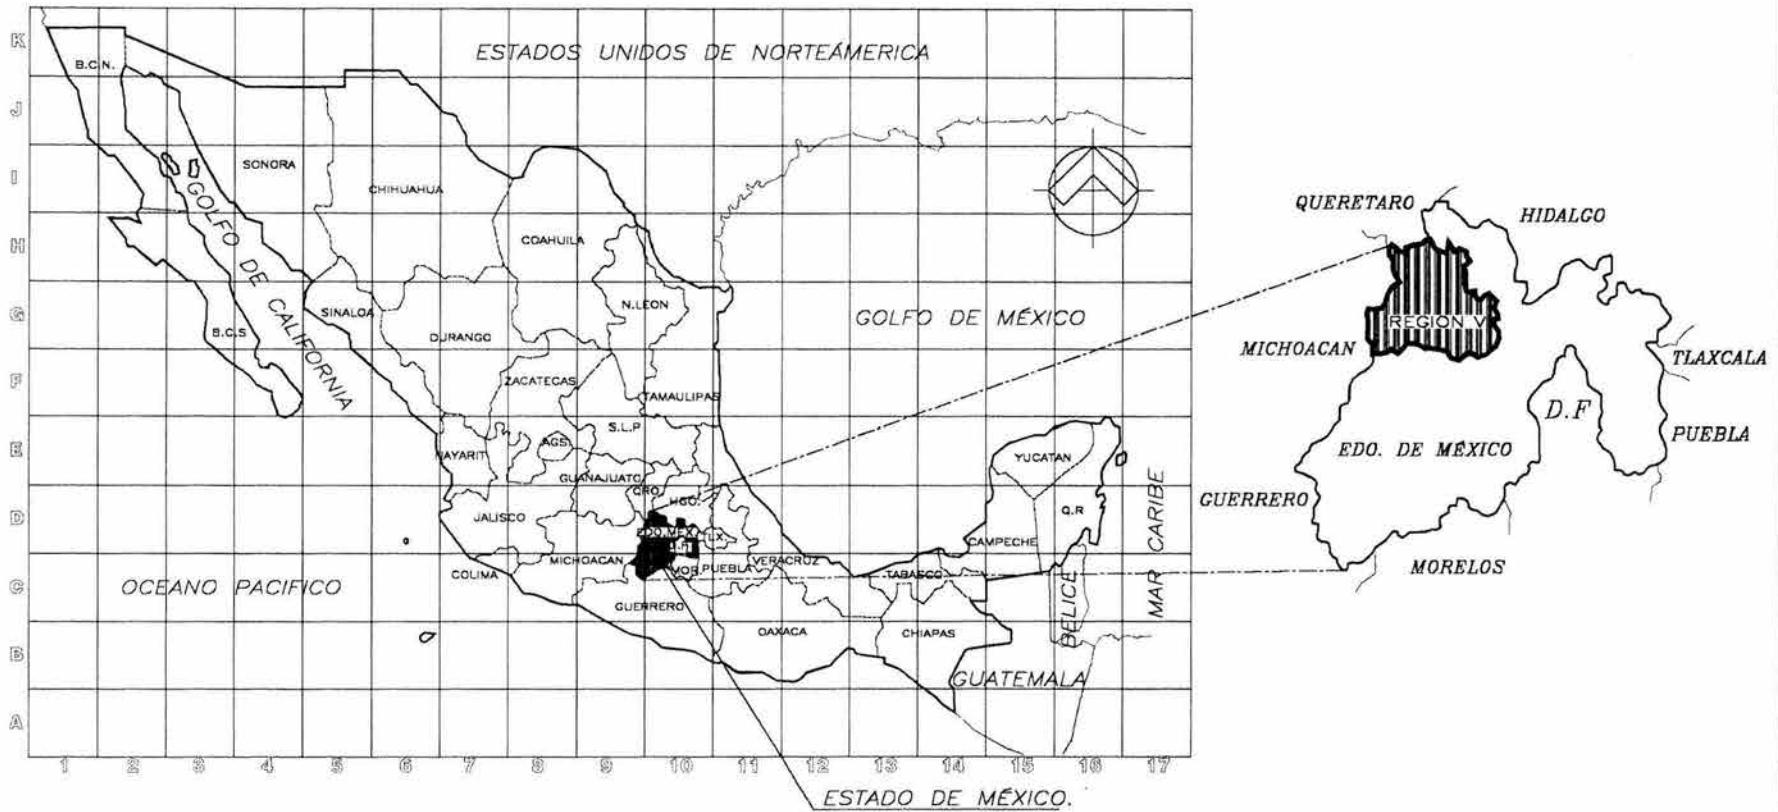 K
ESTADOS UNIDOS DE NORTEÁMERICA
B.C.N.
J
SONORA
I
CHIHUAHUA
GOLFO DE CALIFORNIA
QUERETARO
HIDALGO
H
COAHUILA
N.LEON
G
SINALOA
GOLFO DE MÉXICO
REGION V
B.C.S
DURANGO
MICHOACAN
TLAXCALA
F
ZACATECAS
TAMAULIPAS
D.F
S.L.P
E
AGS.
NAYARIT
YUCATAN
PUEBLA
EDO. DE MÉXICO
GUANAJUATO
QRO.
HGO.
GUERRERO
D
JALISCO
Q.R
EDO.MEX
CAMPECHE
MAR CARIBE
MICHOACAN
VERACRUZ
MOR.
PUEBLA
COLIMA
TABASCO
MORELOS
C
OCEANO PACIFICO
GUERRERO
BELICE
OAXACA
CHIAPAS
B
GUATEMALA
A
1 2 3 4 5 6 7 8 9 10 11 12 13 14 15 16 17
ESTADO DE MÉXICO.